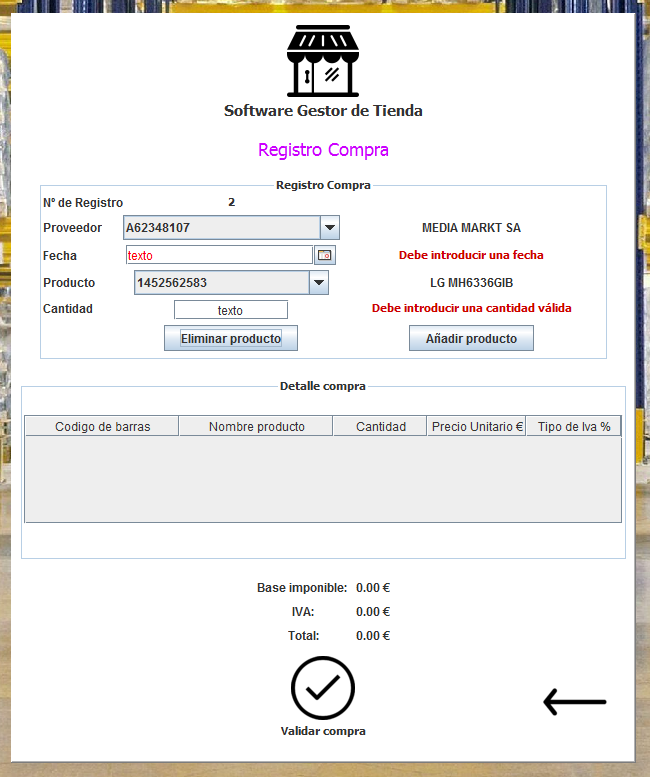 Software Gestor de Tienda
Registro Compra
Registro Compra
Nº de Registro 2
Proveedor A62348107 MEDIA MARKT SA
Fecha texto Debe introducir una fecha
Producto 1452562583 LG MH6336GIB
Cantidad texto Debe introducir una cantidad válida
Eliminar producto Añadir producto
Detalle compra
Codigo de barras Nombre producto Cantidad Precio Unitario € Tipo de Iva %
Base imponible: 0.00 €
IVA: 0.00 €
Total: 0.00 €
Validar compra